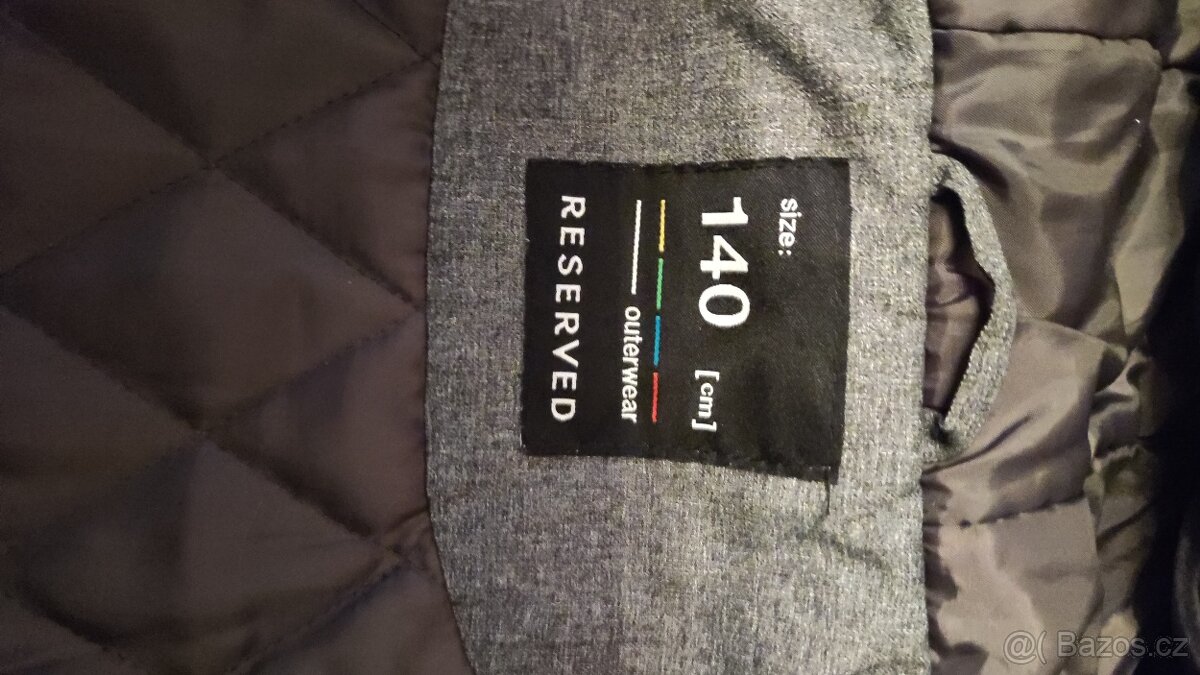 size:
140 [cm]
outerwear
RESERVED
@( Bazos.cz